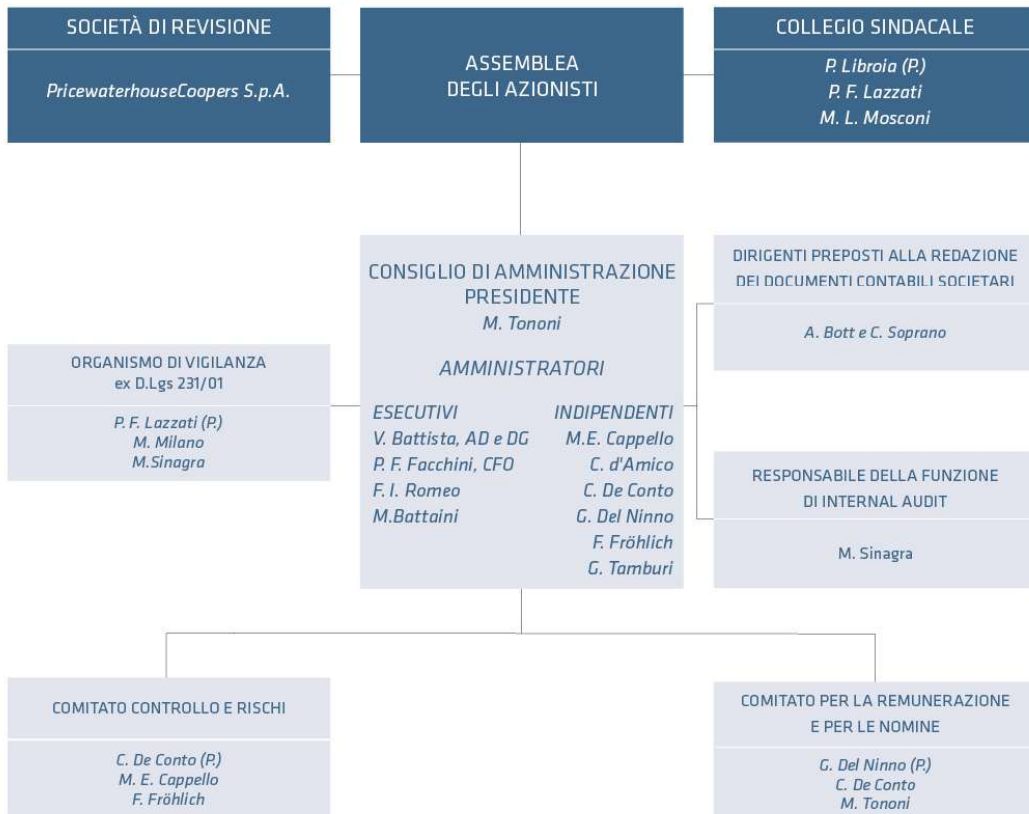 SOCIETÀ DI REVISIONE
PricewaterhouseCoopers S.p.A.
ASSEMBLEA
DEGLI AZIONISTI
COLLEGIO SINDACALE
P. Libroia (P.)
P. F. Lazzati
M. L. Mosconi
CONSIGLIO DI AMMINISTRAZIONE
PRESIDENTE
M. Tononi
AMMINISTRATORI
ESECUTIVI
V. Battista, AD e DG
P. F. Facchini, CFO
F. I. Romeo
M.Battaini
INDIPENDENTI
M.E. Cappello
C. d'Amico
C. De Conto
G. Del Ninno
F. Fröhlich
G. Tamburi
ORGANISMO DI VIGILANZA
ex D.Lgs 231/01
P. F. Lazzati (P.)
M. Milano
M.Sinagra
DIRIGENTI PREPOSTI ALLA REDAZIONE
DEI DOCUMENTI CONTABILI SOCIETARI
A. Bott e C. Soprano
RESPONSABILE DELLA FUNZIONE
DI INTERNAL AUDIT
M. Sinagra
COMITATO CONTROLLO E RISCHI
C. De Conto (P.)
M. E. Cappello
F. Fröhlich
COMITATO PER LA REMUNERAZIONE
E PER LE NOMINE
G. Del Ninno (P.)
C. De Conto
M. Tononi